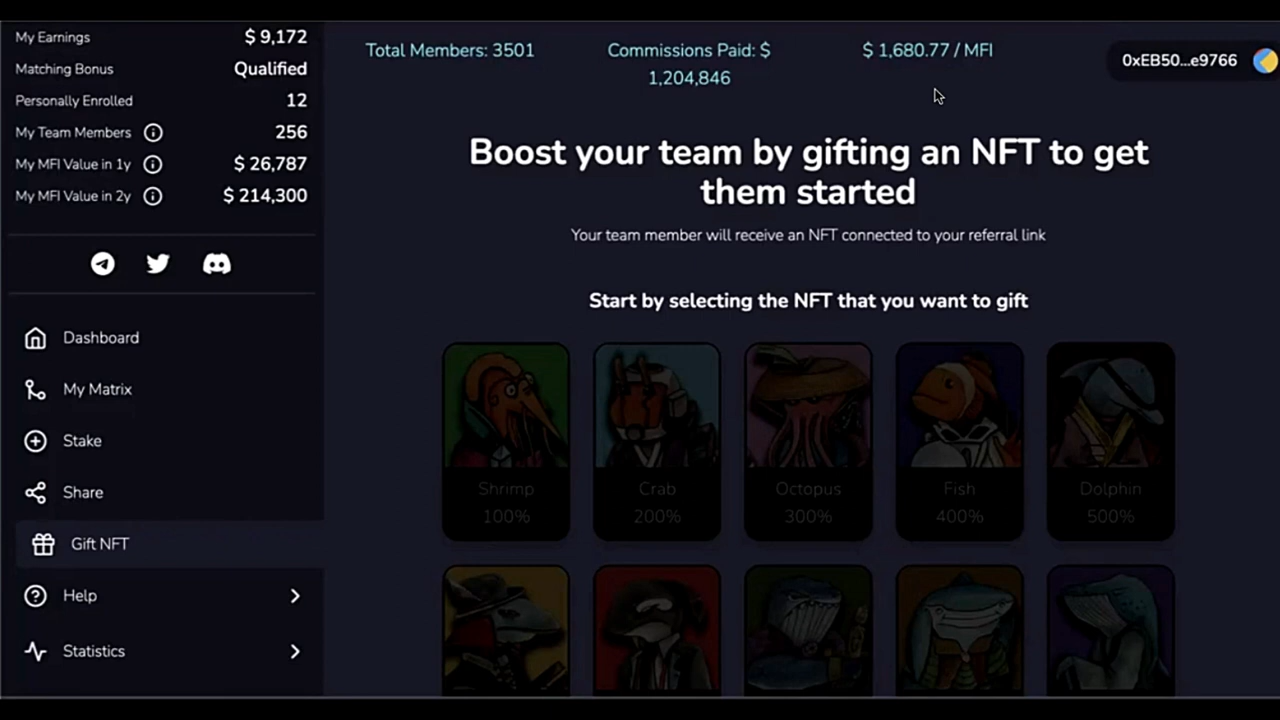 My Earnings $ 9,172
Matching Bonus Qualified
Personally Enrolled 12
My Team Members 256
My MFI Value in 1y $ 26,787
My MFI Value in 2y $ 214,300
Dashboard
My Matrix
Stake
Share
Gift NFT
Help
Statistics
Total Members: 3501
Commissions Paid: $
1,204,846
$ 1,680.77 / MFI
0xEB50...e9766
Boost your team by gifting an NFT to get
them started
Your team member will receive an NFT connected to your referral link
Start by selecting the NFT that you want to gift
Shrimp Crab Octopus Fish Dolphin
100% 200% 300% 400% 500%